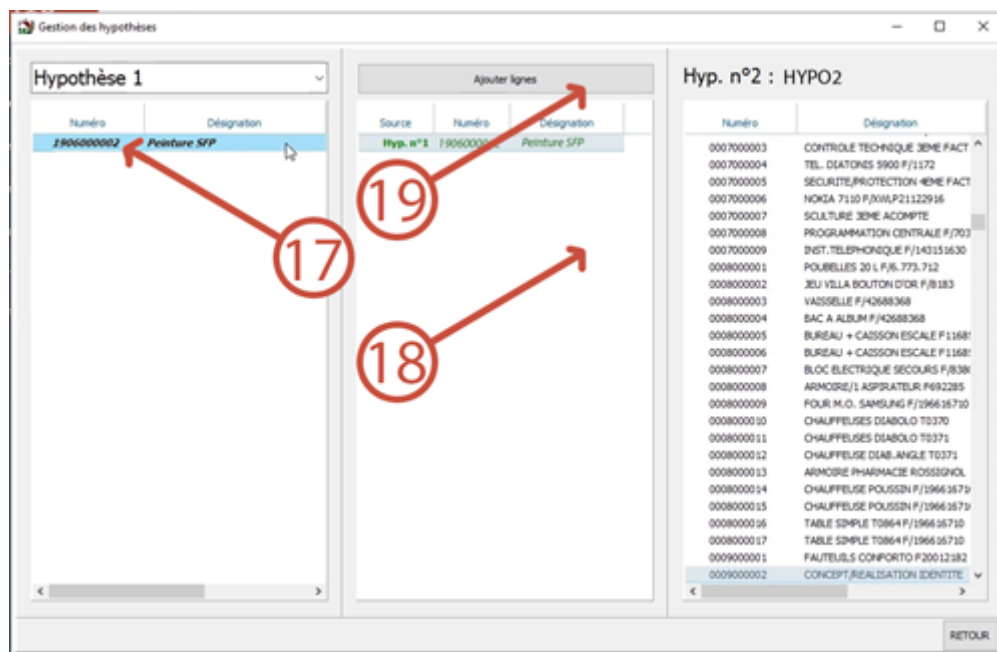 Gestion des hypothèses
Hypothèse 1
Numéro Désignation
1906000002 Peinture SFP
17
Ajouter lignes
Source Numéro Désignation
Hyp. n°1 Peinture SFP
19
18
Hyp. n°2 : HYPO2
Numéro Désignation
0007000003 CONTROLE TECHNIQUE 3EME FACT
0007000004 TEL. DIATONIS 5900 F/1172
0007000005 SECURITE/PROTECTION 4EME FACT
0007000006 NOKIA 7110 F/XWLP21122916
0007000007 SCULTURE 3EME ACOMPTE
0007000008 PROGRAMMATION CENTRALE F/703
0007000009 INST.TELEPHONIQUE F/143151630
0008000001 POUBELLES 20 L F/6.773.712
0008000002 JEU VILLA BOUTON D'OR F/8183
0008000003 VAISSELLE F/42688368
0008000004 BAC A ALBUM F/42688368
0008000005 BUREAU + CAISSON ESCALE
0008000006 BUREAU + CAISSON ESCALE
0008000007 BLOC ELECTRIQUE SECOURS
0008000008 ARMOIRE/1 ASPIRATEUR F692285
0008000009 FOUR M.O. SAMSUNG F/196616710
0008000010 CHAUFFEUSES DIABOLO T0370
0008000011 CHAUFFEUSES DIABOLO T0371
0008000012 CHAUFFEUSE DIAB.ANGLE T0371
0008000013 ARMOIRE PHARMACIE ROSSIGNOL
0008000014 CHAUFFEUSE POUSSIN
0008000015 CHAUFFEUSE POUSSIN
0008000016 TABLE SIMPLE T0864 F/196616710
0008000017 TABLE SIMPLE T0864 F/196616710
0009000001 FAUTEUILS CONFORTO F20012182
0009000002 CONCEPT/REALISATION IDENTITE
RETOUR